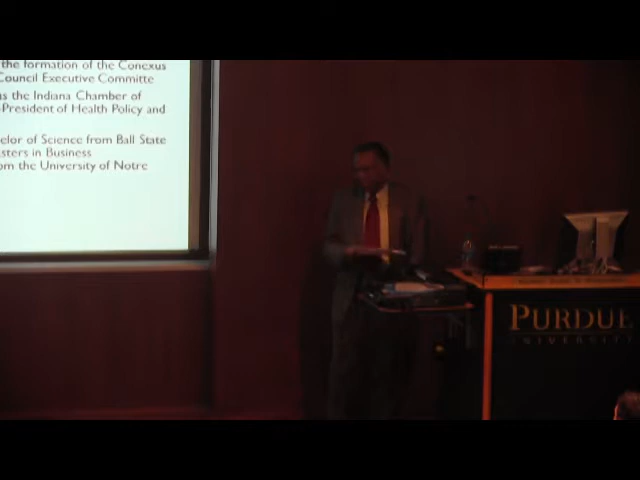 the formation of the Conexus
Council Executive Committe
as the Indiana Chamber of
-President of Health Policy and
elor of Science from Ball State
sters in Business
om the University of Notre
PURDUE
UNIVERSITY